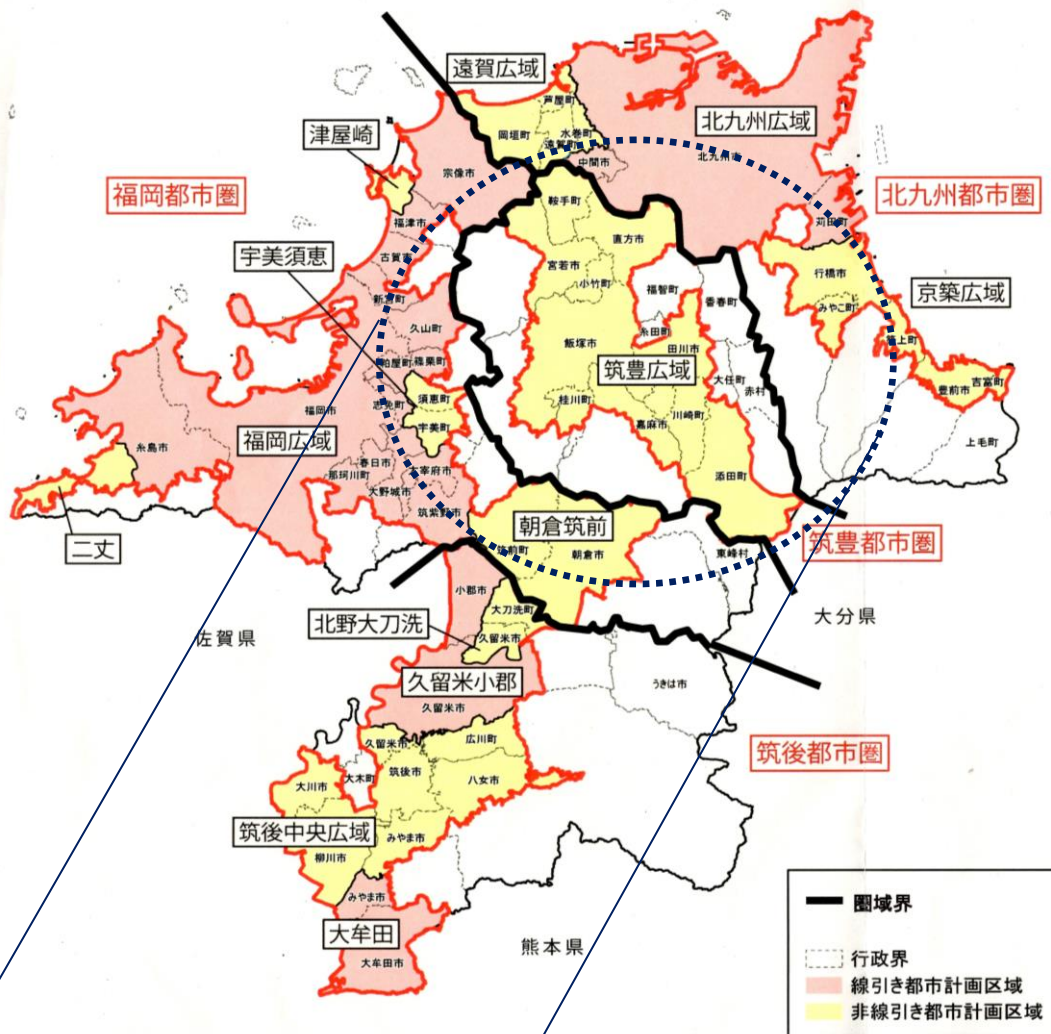 遠賀広域
芦屋町
北九州広域
岡垣町
水巻町
遠賀町
津屋崎
北九州市
中間市
宗像市
福岡都市圏
北九州都市圏
鞍手町
福津市
苅田町
直方市
宇美須恵
古賀市
宮若市
行橋市
小竹町
福智町
京築広域
新宮町
香春町
みやこ町
久山町
糸田町
飯塚市
田川市
篠栗町
粕屋町
筑豊広域
吉富町
大任町
赤村
豊前市
須恵町
桂川町
志免町
福岡市
川崎町
宇美町
嘉麻市
福岡広域
上毛町
糸島市
春日市
太宰府市
那珂川町
添田町
大野城市
筑紫野市
朝倉筑前
二丈
筑豊都市圏
筑前町
朝倉市
東峰村
小郡市
大刀洗町
大分県
北野大刀洗
佐賀県
久留米市
久留米小郡
うきは市
久留米市
広川町
久留米市
筑後都市圏
筑後市
八女市
大川市
大木町
筑後中央広域
みやま市
柳川市
みやま市
大牟田
熊本県
大牟田市
圏域界
行政界
線引き都市計画区域
非線引き都市計画区域